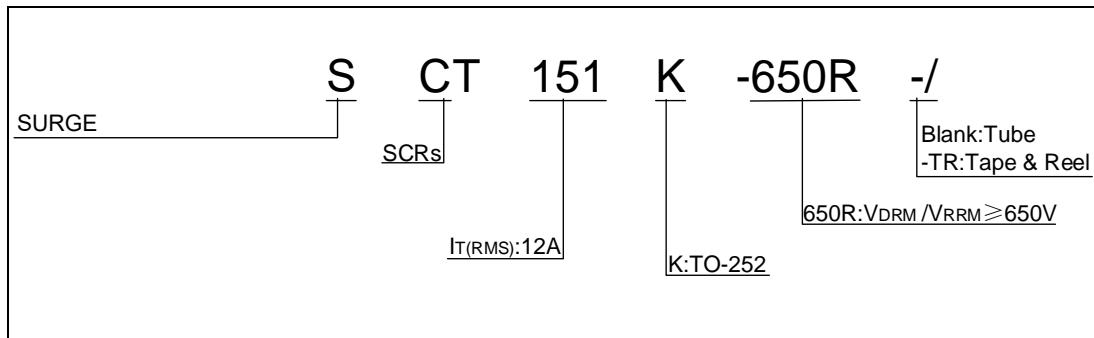 S CT 151 K -650R -/
SURGE
Blank:Tube
-TR:Tape & Reel
SCRs
650R:VDRM /VRRM≥650V
IT(RMS):12A
K:TO-252